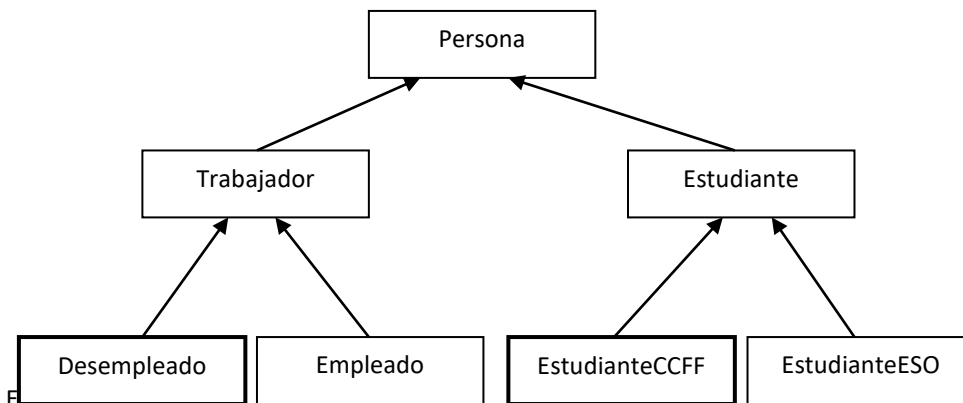 Persona
Trabajador
Estudiante
Desempleado
Empleado
EstudianteCCFF
EstudianteESO